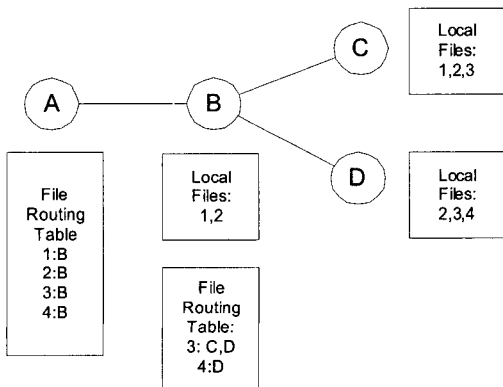 A
B
C
D
Local
Files:
1,2,3
File
Routing
Table
1:B
2:B
3:B
4:B
Local
Files:
1,2
Local
Files:
2,3,4
File
Routing
Table:
3: C,D
4:D